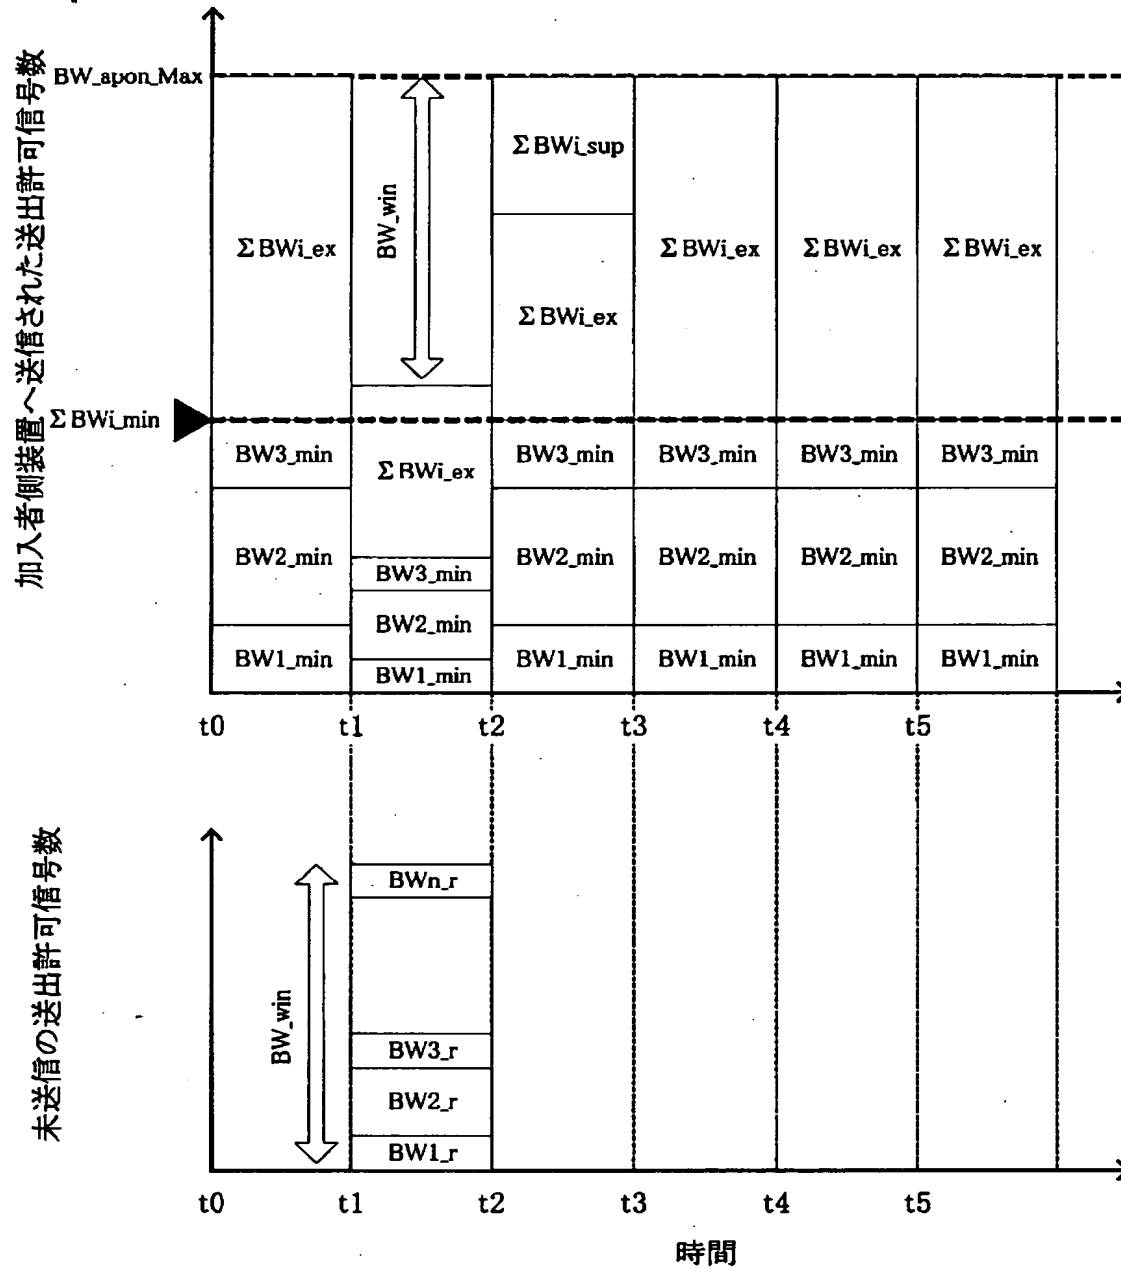 加入者側装置へ送信された送出許可信号数
BW_apon_Max
ΣBWi_sup
BW_win
ΣBWi_ex
ΣBWi_ex
ΣBWi_ex
ΣBWi_ex
ΣBWi_ex
ΣBWi_min
BW3_min
ΣBWi_ex
BW3_min
BW3_min
BW3_min
BW3_min
BW2_min
BW3_min
BW2_min
BW2_min
BW2_min
BW2_min
BW2_min
BW1_min
BW1_min
BW1_min
BW1_min
BW1_min
BW1_min
t0 t1 t2 t3 t4 t5
未送信の送出許可信号数
BWn_r
BW_win
BW3_r
BW2_r
BW1_r
t0 t1 t2 t3 t4 t5
時間